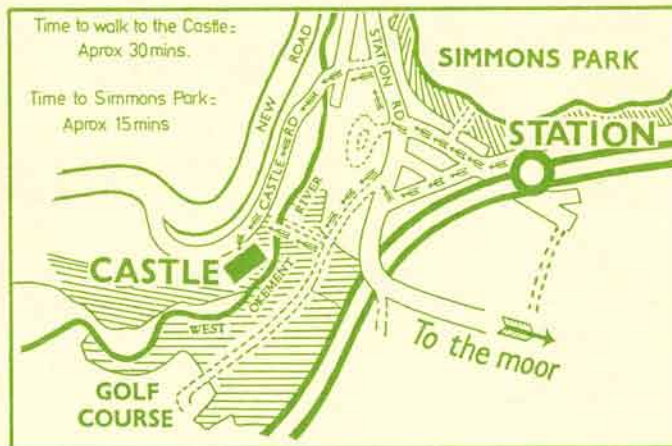 Time to walk to the Castle:
Aprox 30 mins.
Time to Simmons Park:
Aprox 15 mins
NEW ROAD
STATION RD
SIMMONS PARK
STATION
CASTLE RD
RIVER
CASTLE
WEST OKEMENT
To the moor
GOLF
COURSE